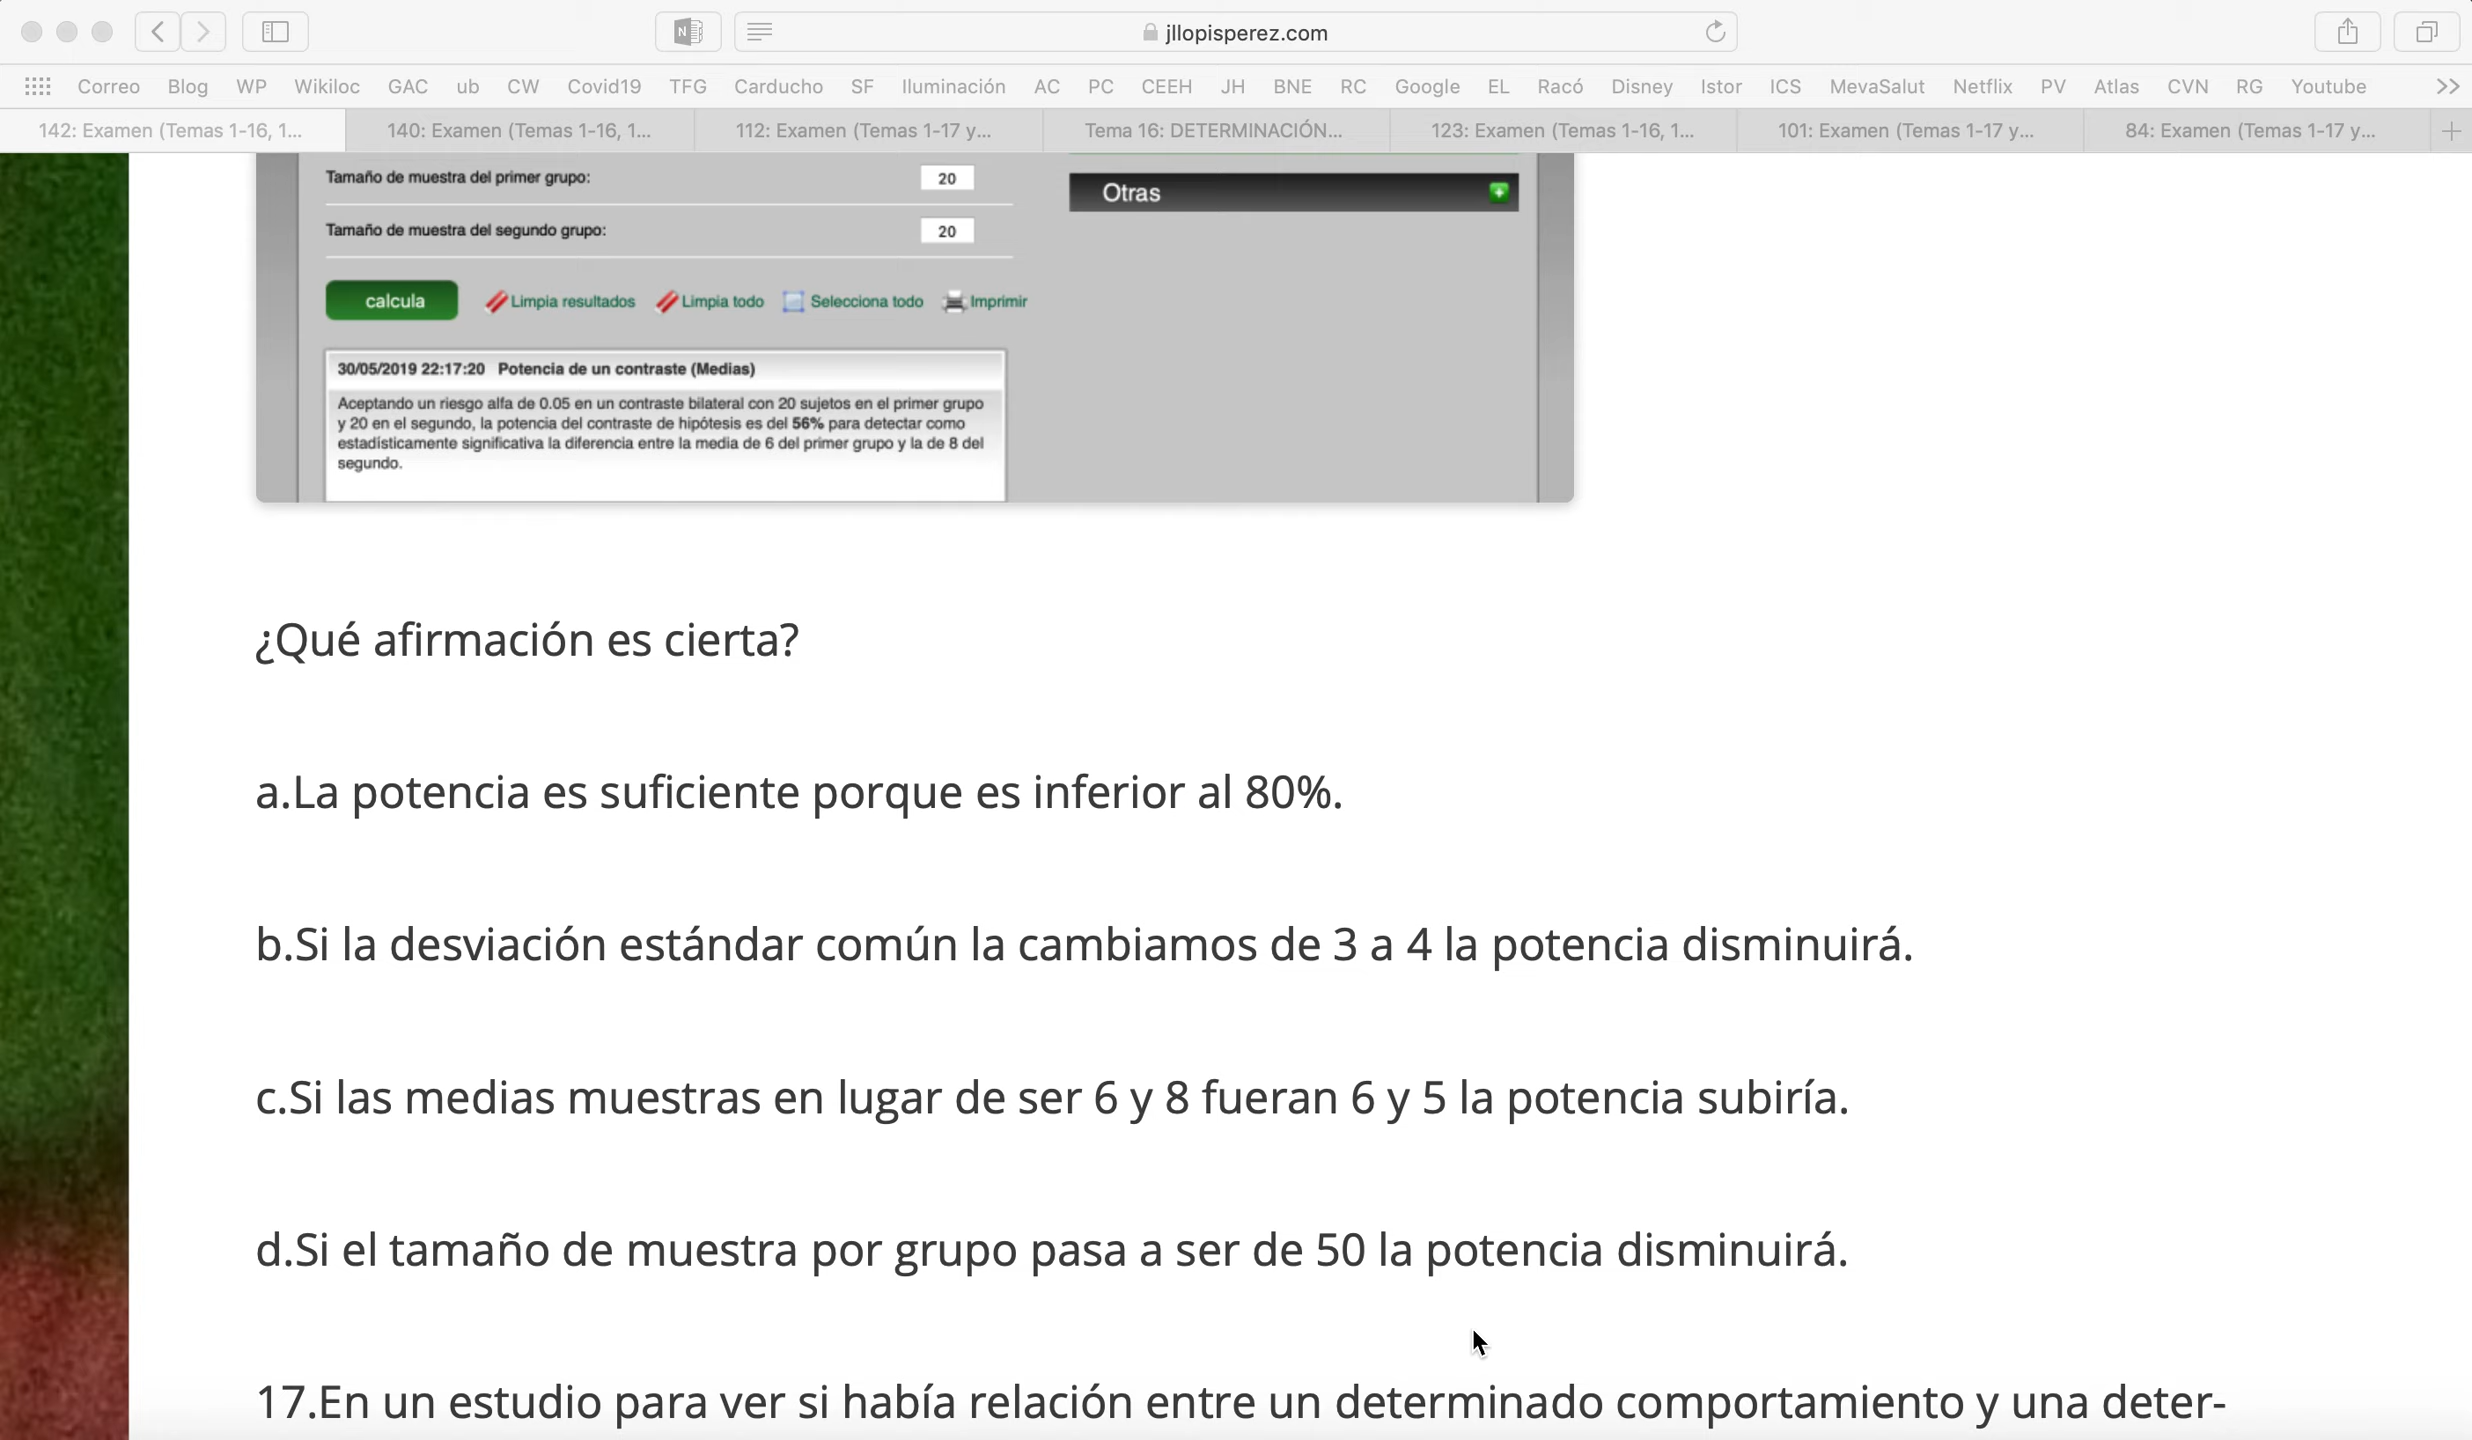 jllopisperez.com
Correo Blog WP Wikiloc GAC ub CW Covid19 TFG Carducho SF Iluminación AC PC CEEH JH BNE RC Google EL Racó Disney Istor ICS MevaSalut Netflix PV Atlas CVN RG Youtube
142: Examen (Temas 1-16, 1... 140: Examen (Temas 1-16, 1... 112: Examen (Temas 1-17 y... Tema 16: DETERMINACIÓN... 123: Examen (Temas 1-16, 1... 101: Examen (Temas 1-17 y... 84: Examen (Temas 1-17 y...
Tamaño de muestra del primer grupo: 20
Otras
Tamaño de muestra del segundo grupo: 20
calcula Limpia resultados Limpia todo Selecciona todo Imprimir
30/05/2019 22:17:20 Potencia de un contraste (Medias)
Aceptando un riesgo alfa de 0.05 en un contraste bilateral con 20 sujetos en el primer grupo
y 20 en el segundo, la potencia del contraste de hipótesis es del 56% para detectar como
estadísticamente significativa la diferencia entre la media de 6 del primer grupo y la de 8 del
segundo.
¿Qué afirmación es cierta?
a.La potencia es suficiente porque es inferior al 80%.
b.Si la desviación estándar común la cambiamos de 3 a 4 la potencia disminuirá.
c.Si las medias muestras en lugar de ser 6 y 8 fueran 6 y 5 la potencia subiría.
d.Si el tamaño de muestra por grupo pasa a ser de 50 la potencia disminuirá.
17.En un estudio para ver si había relación entre un determinado comportamiento y una deter-